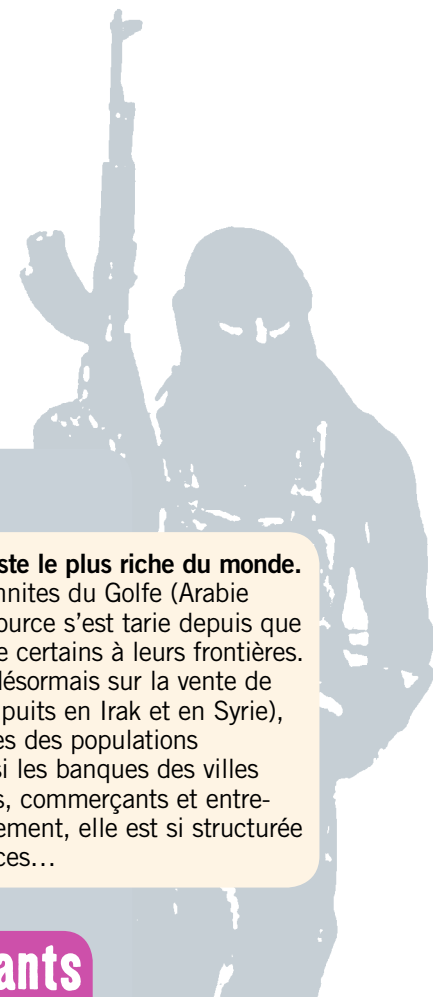 ste le plus riche du monde.
nnites du Golfe (Arabie
ource s’est tarie depuis que
e certains à leurs frontières.
désormais sur la vente de
puits en Irak et en Syrie),
es des populations
si les banques des villes
s, commerçants et entre-
ement, elle est si structurée
ces…
ants